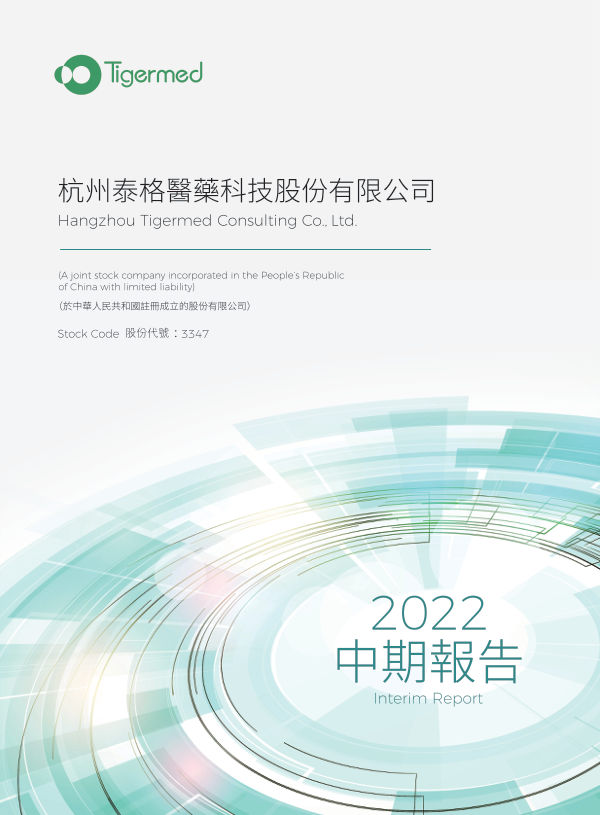 Tigermed
杭州泰格醫藥科技股份有限公司
Hangzhou Tigermed Consulting Co., Ltd.
(A joint stock company incorporated in the People's Republic
of China with limited liability)
（於中華人民共和國註冊成立的股份有限公司）
Stock Code 股份代號：3347
2022
中期報告
Interim Report